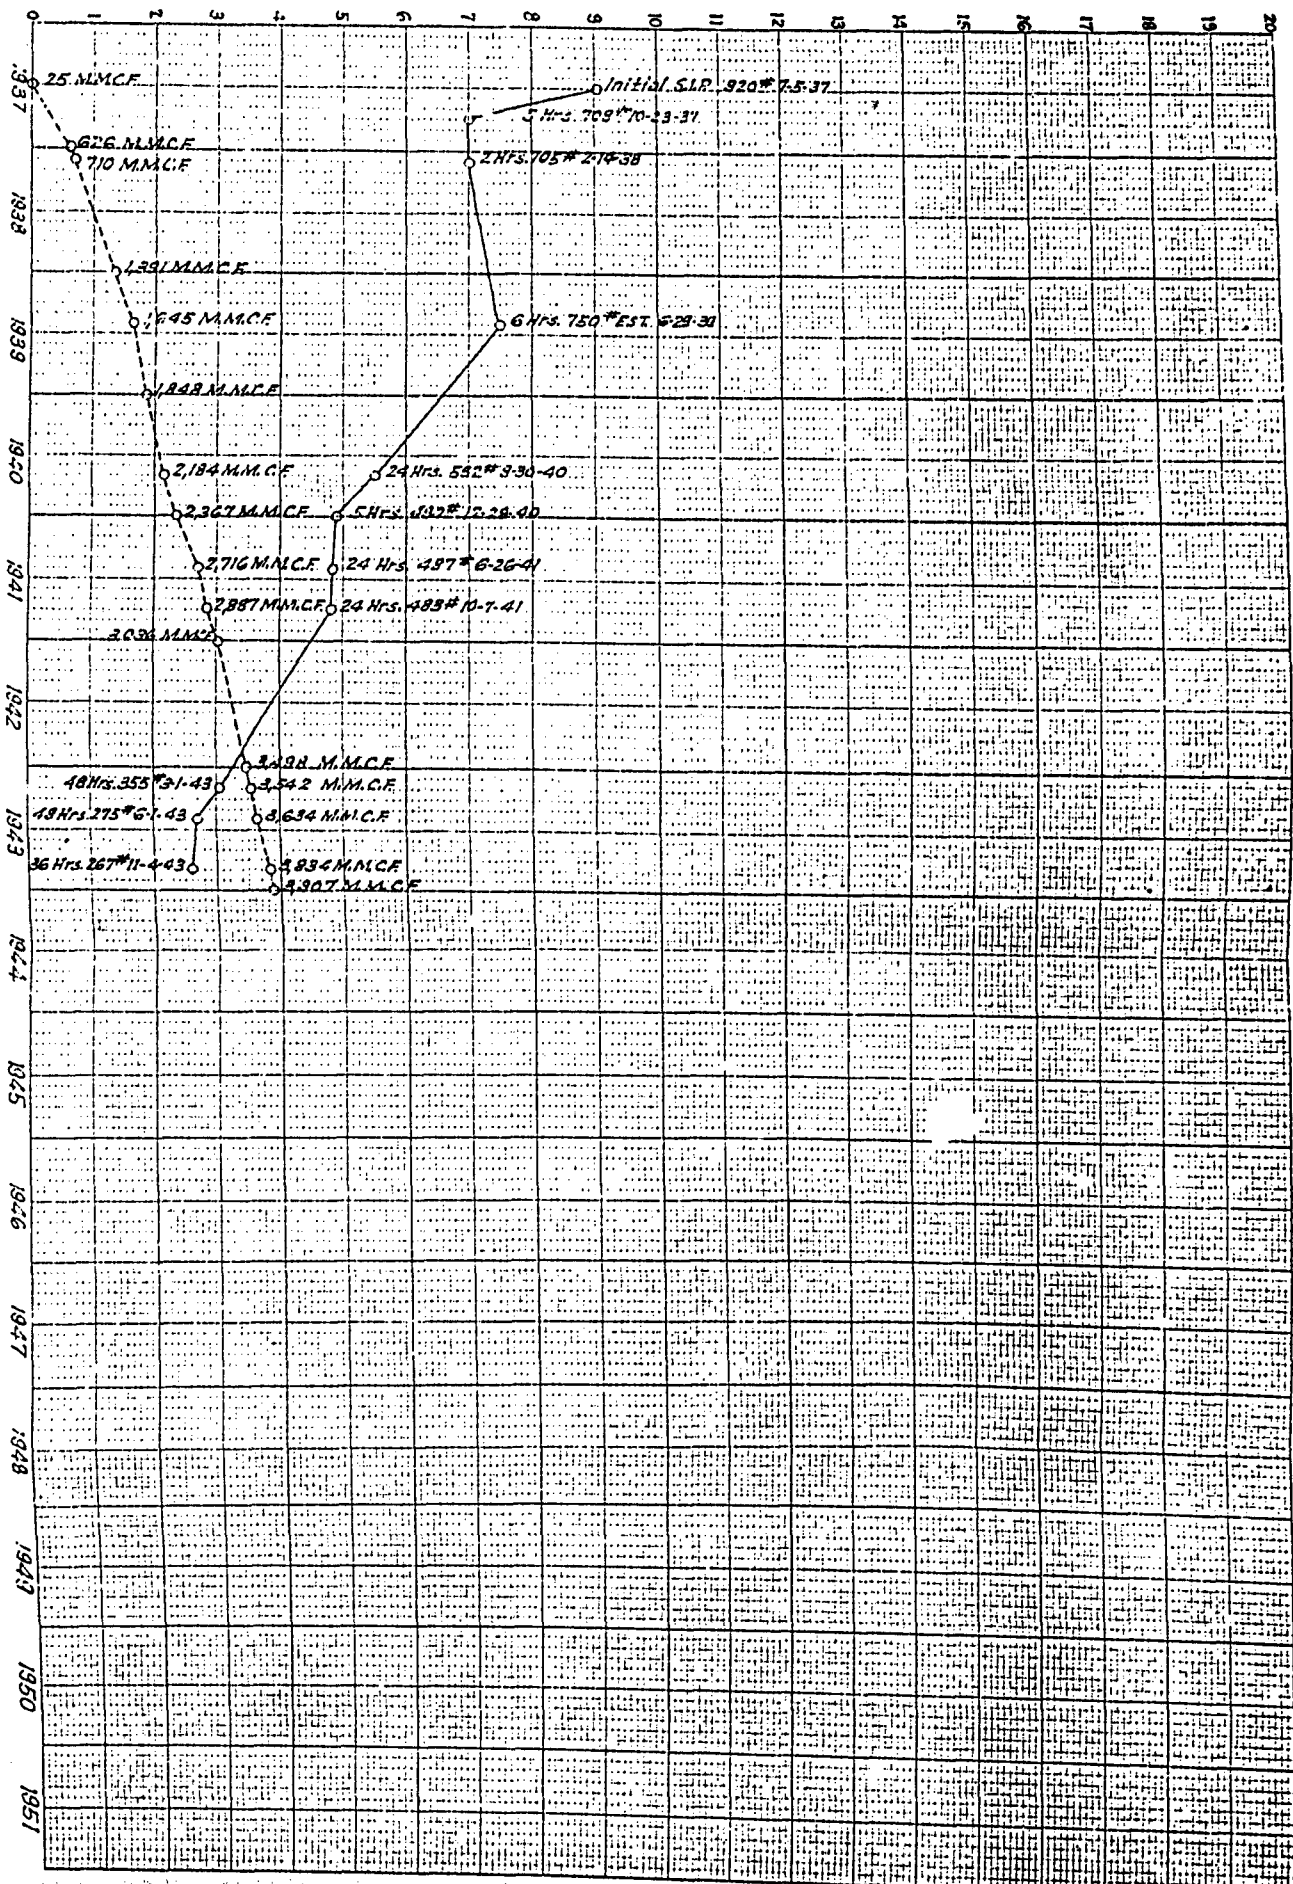 0 1 2 3 4 5 6 7 8 9 10 11 12 13 14 15 16 17 18 19 20
1937
1938
1939
1940
1941
1942
1943
1944
1945
1946
1947
1948
1949
1950
1951
25 M.M.C.F.
626 M.M.C.F.
710 M.M.C.F.
1,391 M.M.C.F.
1,645 M.M.C.F.
1,848 M.M.C.F.
2,184 M.M.C.F.
2,367 M.M.C.F.
2,716 M.M.C.F.
2,887 M.M.C.F.
3,036 M.M.C.F.
3,498 M.M.C.F.
3,542 M.M.C.F.
3,634 M.M.C.F.
3,834 M.M.C.F.
3,907 M.M.C.F.
Initial S.I.P. 920# 7-5-37
5 Hrs. 709# 10-23-37
2 Hrs. 705# 2-14-38
6 Hrs. 750# EST. 6-29-39
24 Hrs. 552# 8-30-40
5 Hrs. 12-28-40
24 Hrs. 497# 6-26-41
24 Hrs. 483# 10-7-41
48 Hrs. 355# 3-1-43
48 Hrs. 275# 6-1-43
36 Hrs. 267# 11-4-43